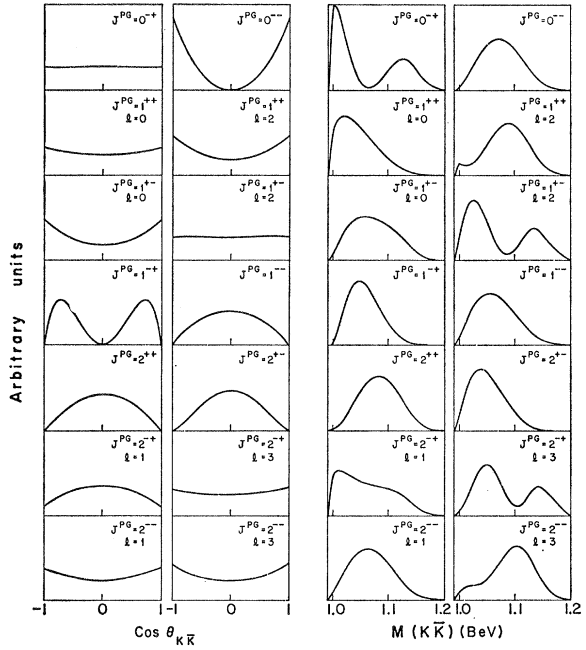 J^PG=0^-+
J^PG=0^--
J^PG=1^++
ℓ=0
J^PG=1^++
ℓ=2
J^PG=1^+-
ℓ=0
J^PG=1^+-
ℓ=2
J^PG=1^-+
J^PG=1^--
J^PG=2^++
J^PG=2^+-
J^PG=2^-+
ℓ=1
J^PG=2^-+
ℓ=3
J^PG=2^--
ℓ=1
J^PG=2^--
ℓ=3
-1 0 1 -1 0 1
Cos θ_KK̄
Arbitrary units
J^PG=0^-+
J^PG=0^--
J^PG=1^++
ℓ=0
J^PG=1^++
ℓ=2
J^PG=1^+-
ℓ=0
J^PG=1^+-
ℓ=2
J^PG=1^-+
J^PG=1^--
J^PG=2^++
J^PG=2^+-
J^PG=2^-+
ℓ=1
J^PG=2^-+
ℓ=3
J^PG=2^--
ℓ=1
J^PG=2^--
ℓ=3
1.0 1.1 1.2 1.0 1.1 1.2
M (KK̄) (BeV)